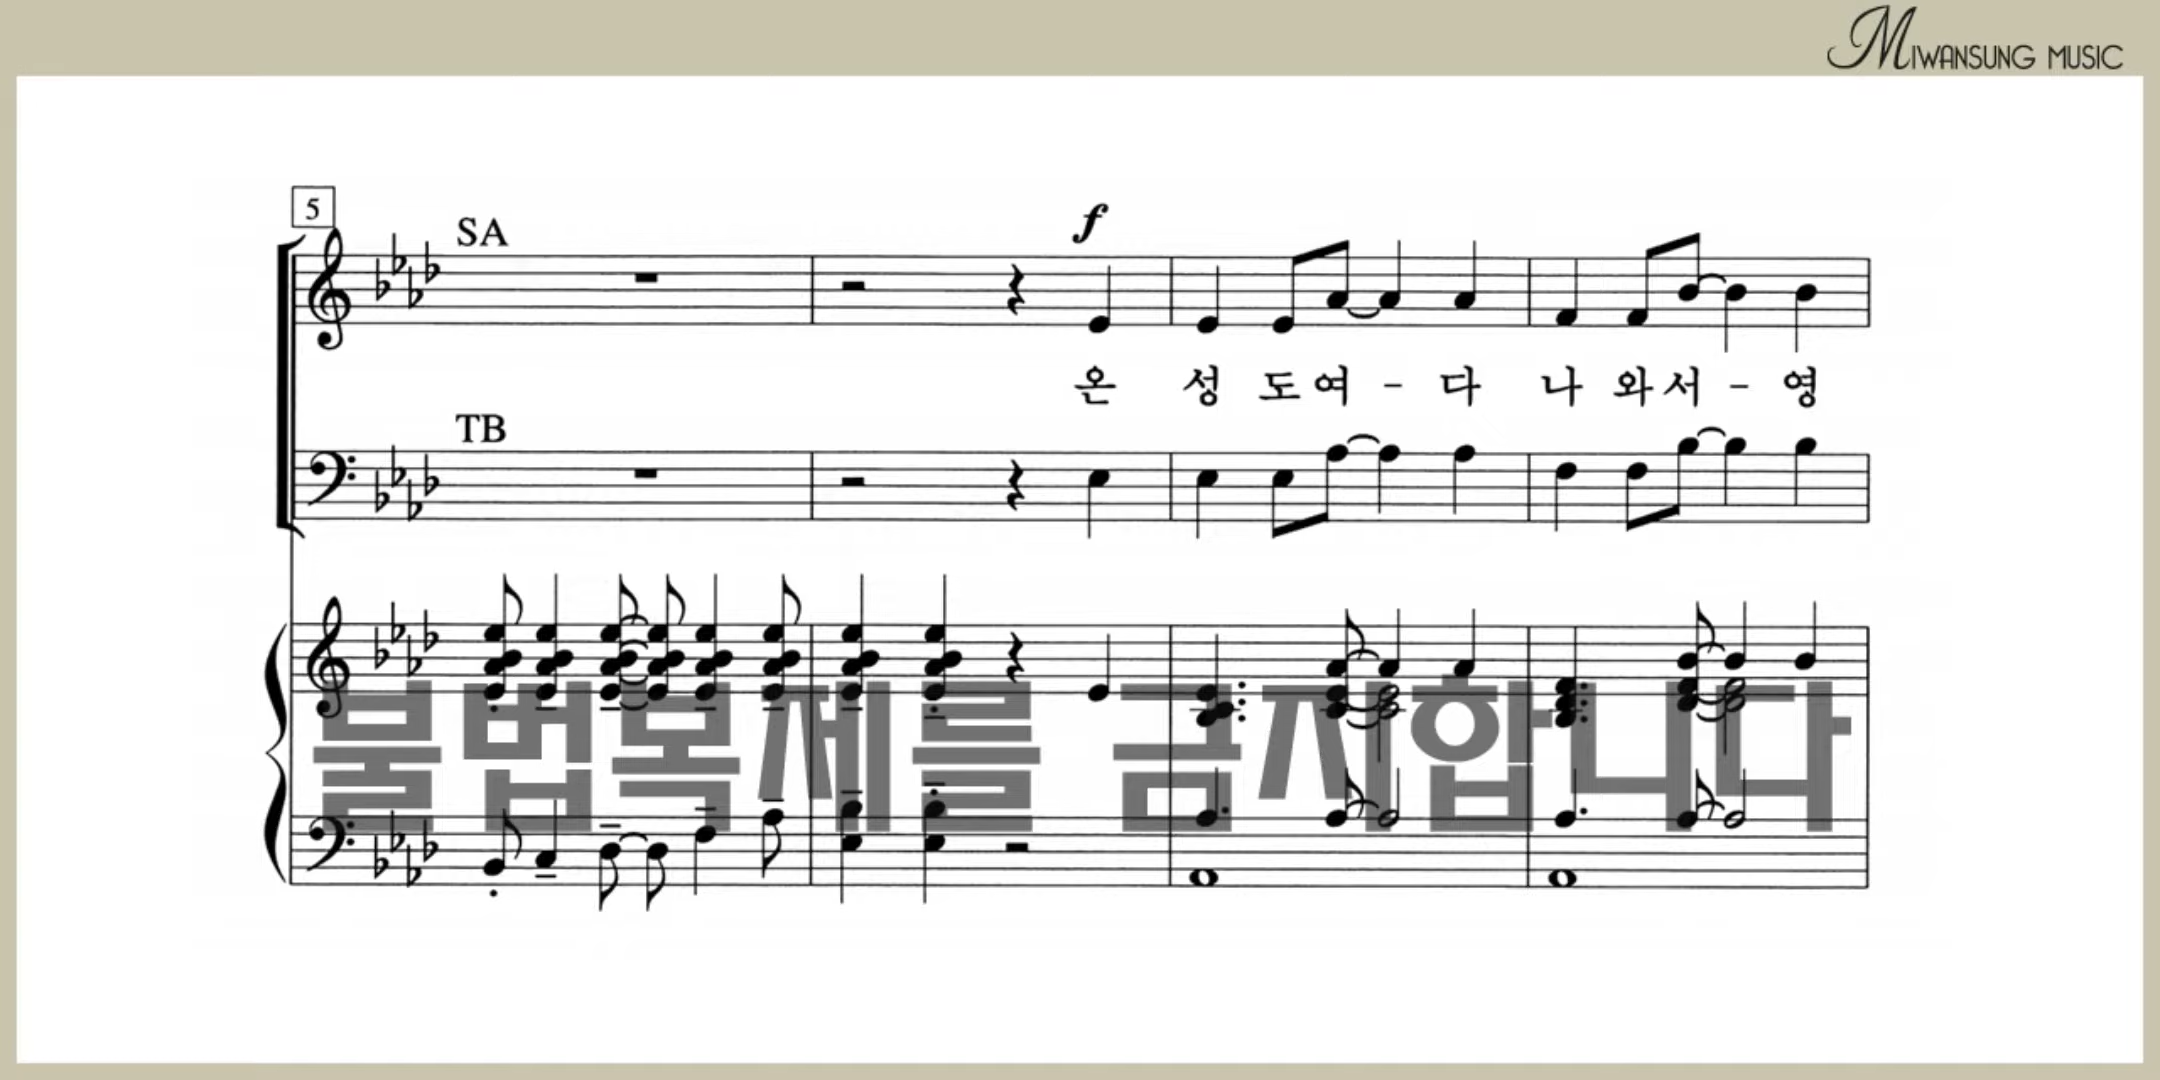 MIWANSUNG MUSIC
5
SA
f
온 성 도 여 - 다 나 와 서 - 영
TB
불법복제를 금지합니다